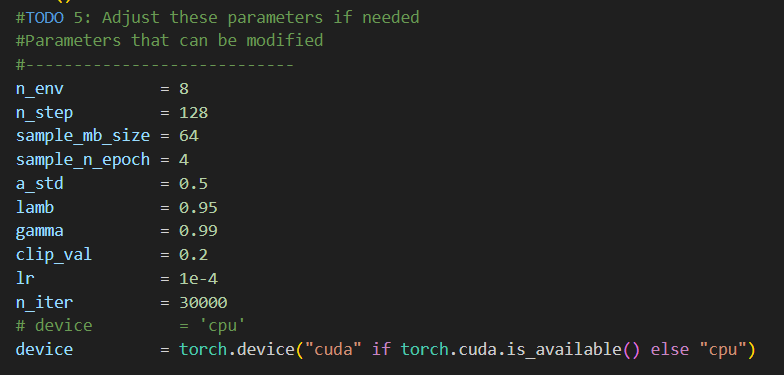 ()
#TODO 5: Adjust these parameters if needed
#Parameters that can be modified
#----------------------------
n_env          = 8
n_step         = 128
sample_mb_size = 64
sample_n_epoch = 4
a_std          = 0.5
lamb           = 0.95
gamma          = 0.99
clip_val       = 0.2
lr             = 1e-4
n_iter         = 30000
# device         = 'cpu'
device         = torch.device("cuda" if torch.cuda.is_available() else "cpu")